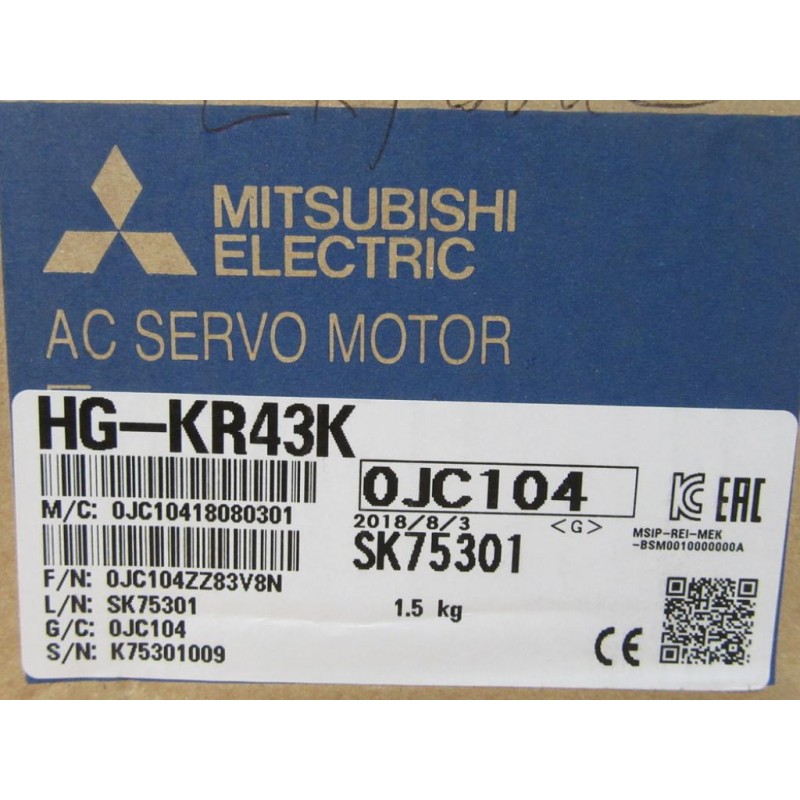 MITSUBISHI
ELECTRIC
AC SERVO MOTOR
HG-KR43K
0JC104
M/C: 0JC10418080301
2018/8/3 <G>
SK75301
EAC
MSIP-REI-MEK
-BSM0010000000A
F/N: 0JC104ZZ83V8N
L/N: SK75301
1.5 kg
G/C: 0JC104
S/N: K75301009
CE